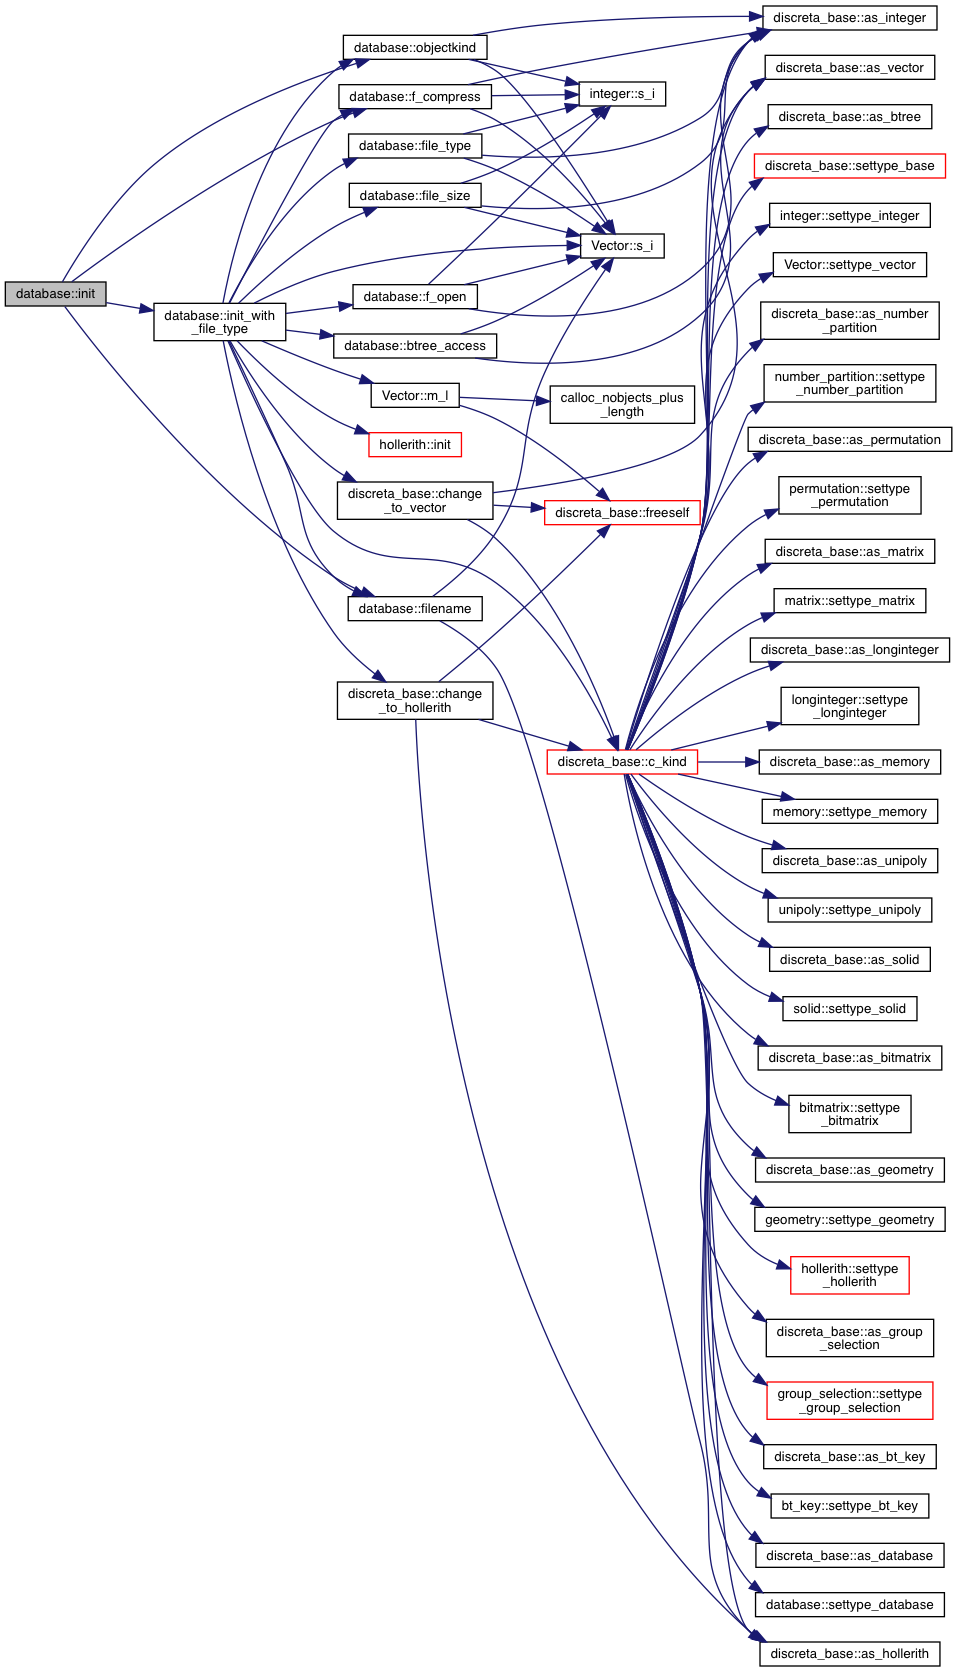 database::init
database::init_with
_file_type
database::objectkind
database::f_compress
database::file_type
database::file_size
database::f_open
database::btree_access
Vector::m_l
hollerith::init
discreta_base::change
_to_vector
database::filename
discreta_base::change
_to_hollerith
integer::s_i
Vector::s_i
calloc_nobjects_plus
_length
discreta_base::freeself
discreta_base::c_kind
discreta_base::as_integer
discreta_base::as_vector
discreta_base::as_btree
discreta_base::settype_base
integer::settype_integer
Vector::settype_vector
discreta_base::as_number
_partition
number_partition::settype
_number_partition
discreta_base::as_permutation
permutation::settype
_permutation
discreta_base::as_matrix
matrix::settype_matrix
discreta_base::as_longinteger
longinteger::settype
_longinteger
discreta_base::as_memory
memory::settype_memory
discreta_base::as_unipoly
unipoly::settype_unipoly
discreta_base::as_solid
solid::settype_solid
discreta_base::as_bitmatrix
bitmatrix::settype
_bitmatrix
discreta_base::as_geometry
geometry::settype_geometry
hollerith::settype
_hollerith
discreta_base::as_group
_selection
group_selection::settype
_group_selection
discreta_base::as_bt_key
bt_key::settype_bt_key
discreta_base::as_database
database::settype_database
discreta_base::as_hollerith